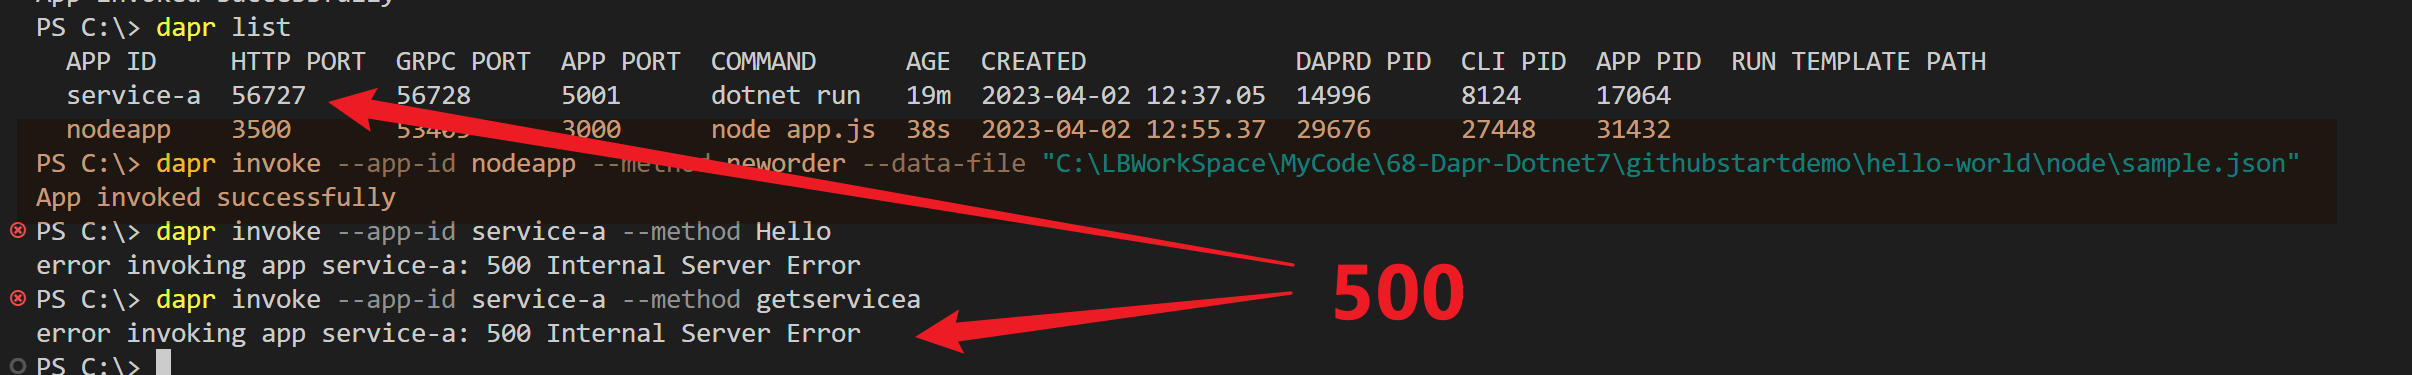 App invoked successfully
PS C:\> dapr list
APP ID HTTP PORT GRPC PORT APP PORT COMMAND AGE CREATED DAPRD PID CLI PID APP PID RUN TEMPLATE PATH
service-a 56727 56728 5001 dotnet run 19m 2023-04-02 12:37.05 14996 8124 17064
nodeapp 3500 53405 3000 node app.js 38s 2023-04-02 12:55.37 29676 27448 31432
PS C:\> dapr invoke --app-id nodeapp --method neworder --data-file "C:\LBWorkSpace\MyCode\68-Dapr-Dotnet7\githubstartdemo\hello-world\node\sample.json"
App invoked successfully
PS C:\> dapr invoke --app-id service-a --method Hello
error invoking app service-a: 500 Internal Server Error
PS C:\> dapr invoke --app-id service-a --method getservicea
error invoking app service-a: 500 Internal Server Error
PS C:\>
500